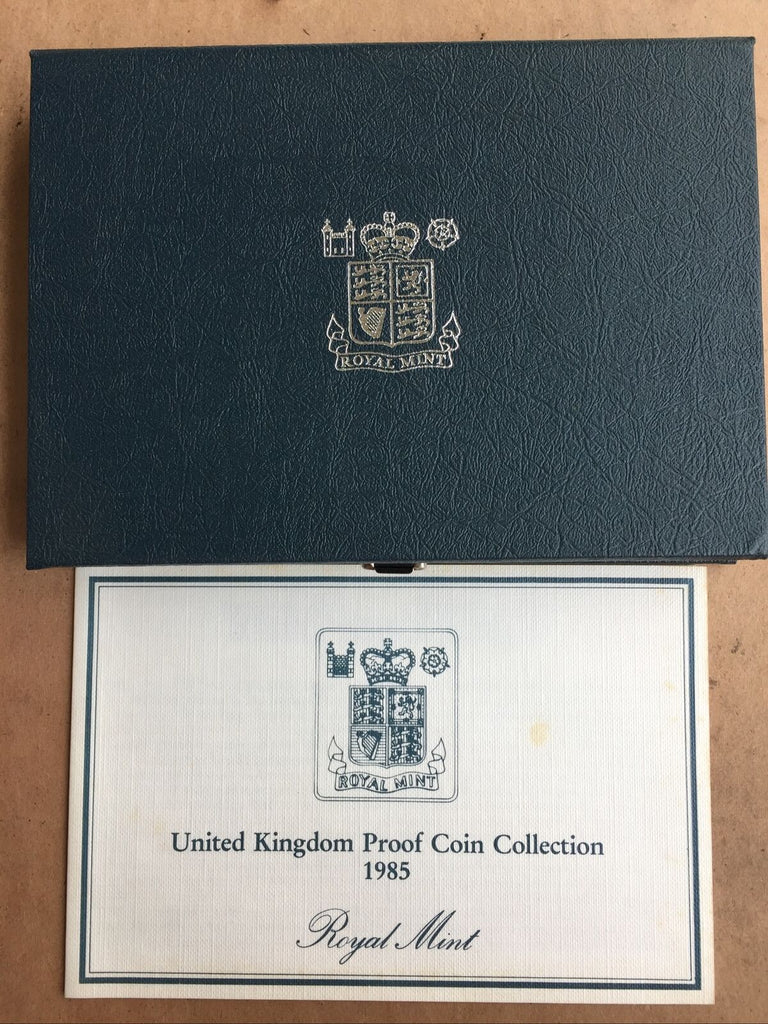 ROYAL MINT
ROYAL MINT
United Kingdom Proof Coin Collection
1985
Royal Mint